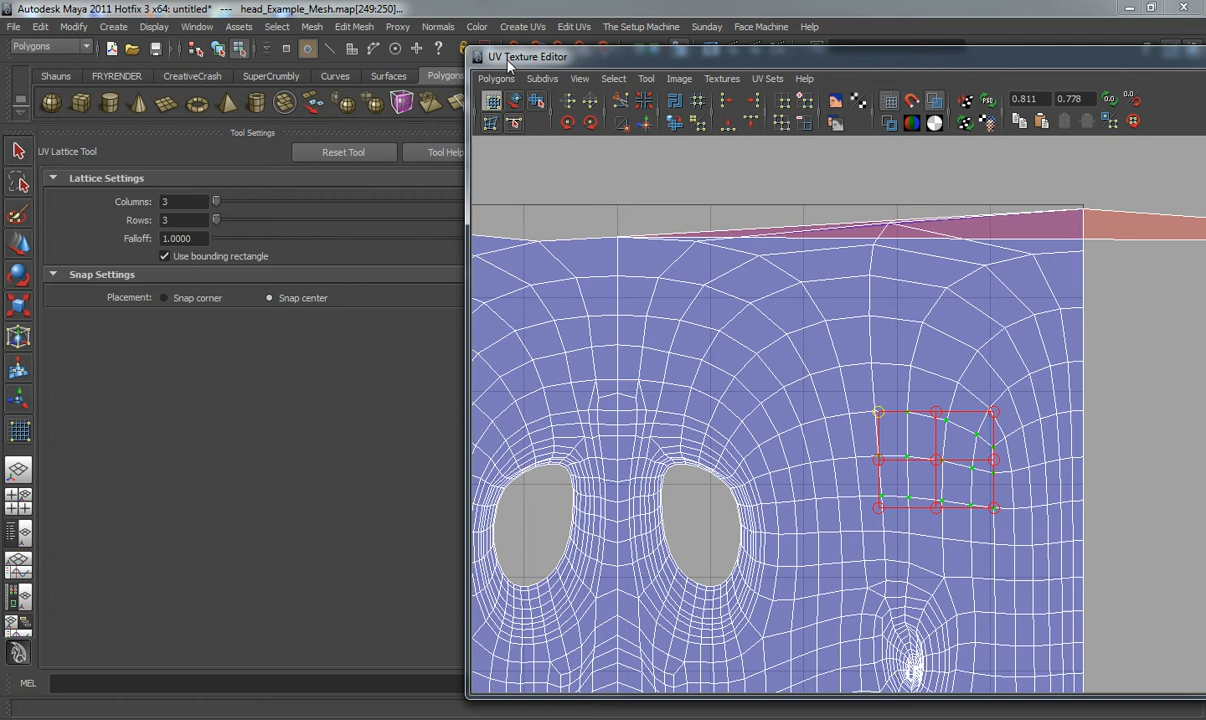 Autodesk Maya 2011 Hotfix 3 x64: untitled*   ---   head_Example_Mesh.map[249:250]...
File Edit Modify Create Display Window Assets Select Mesh Edit Mesh Proxy Normals Color Create UVs Edit UVs The Setup Machine Sunday Face Machine Help
Polygons
UV Texture Editor
Shauns FRYRENDER CreativeCrash SuperCrumbly Curves Surfaces Polygons
Polygons Subdivs View Select Tool Image Textures UV Sets Help
0.811 0.778
Tool Settings
UV Lattice Tool Reset Tool Tool Help
Lattice Settings
Columns: 3
Rows: 3
Falloff: 1.0000
Use bounding rectangle
Snap Settings
Placement: Snap corner Snap center
MEL